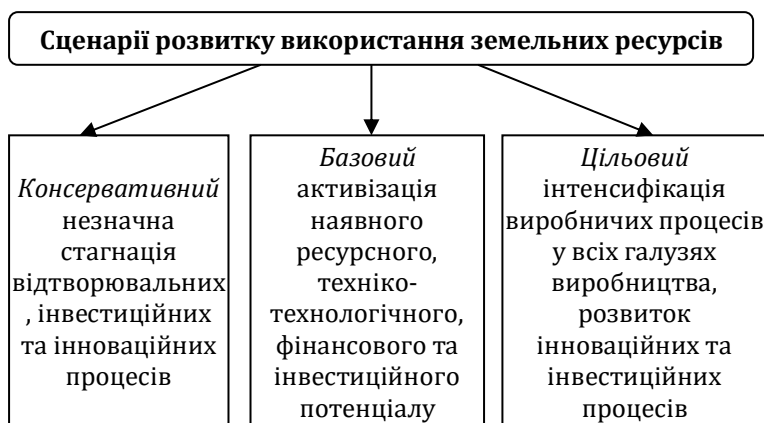 Сценарії розвитку використання земельних ресурсів
Консервативний
незначна
стагнація
відтворювальних
, інвестиційних
та інноваційних
процесів
Базовий
активізація
наявного
ресурсного,
техніко-
технологічного,
фінансового та
інвестиційного
потенціалу
Цільовий
інтенсифікація
виробничих процесів
у всіх галузях
виробництва,
розвиток
інноваційних та
інвестиційних
процесів